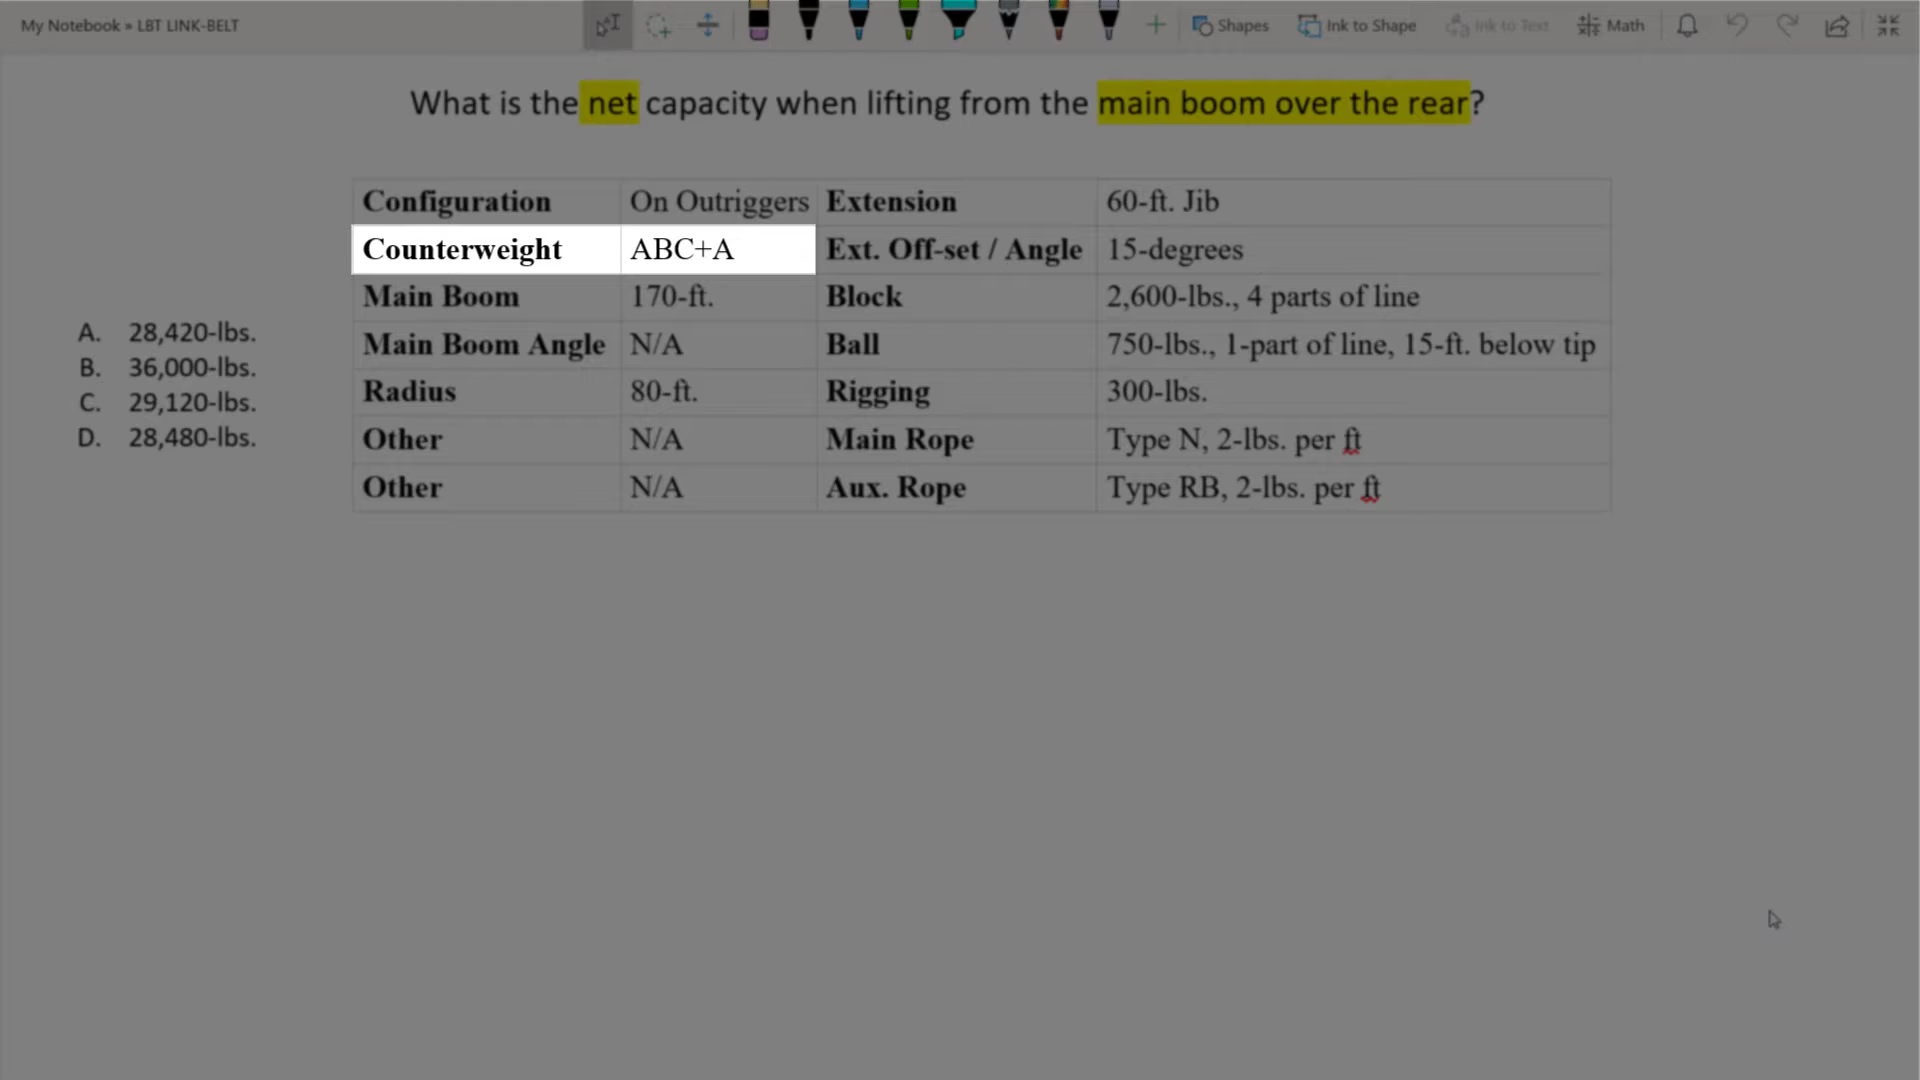 My Notebook » LBT LINK-BELT
Shapes
Ink to Shape
Ink to Text
Math
What is the net capacity when lifting from the main boom over the rear?
Configuration On Outriggers Extension 60-ft. Jib
Counterweight ABC+A Ext. Off-set / Angle 15-degrees
Main Boom 170-ft. Block 2,600-lbs., 4 parts of line
Main Boom Angle N/A Ball 750-lbs., 1-part of line, 15-ft. below tip
Radius 80-ft. Rigging 300-lbs.
Other N/A Main Rope Type N, 2-lbs. per ft
Other N/A Aux. Rope Type RB, 2-lbs. per ft
A. 28,420-lbs.
B. 36,000-lbs.
C. 29,120-lbs.
D. 28,480-lbs.